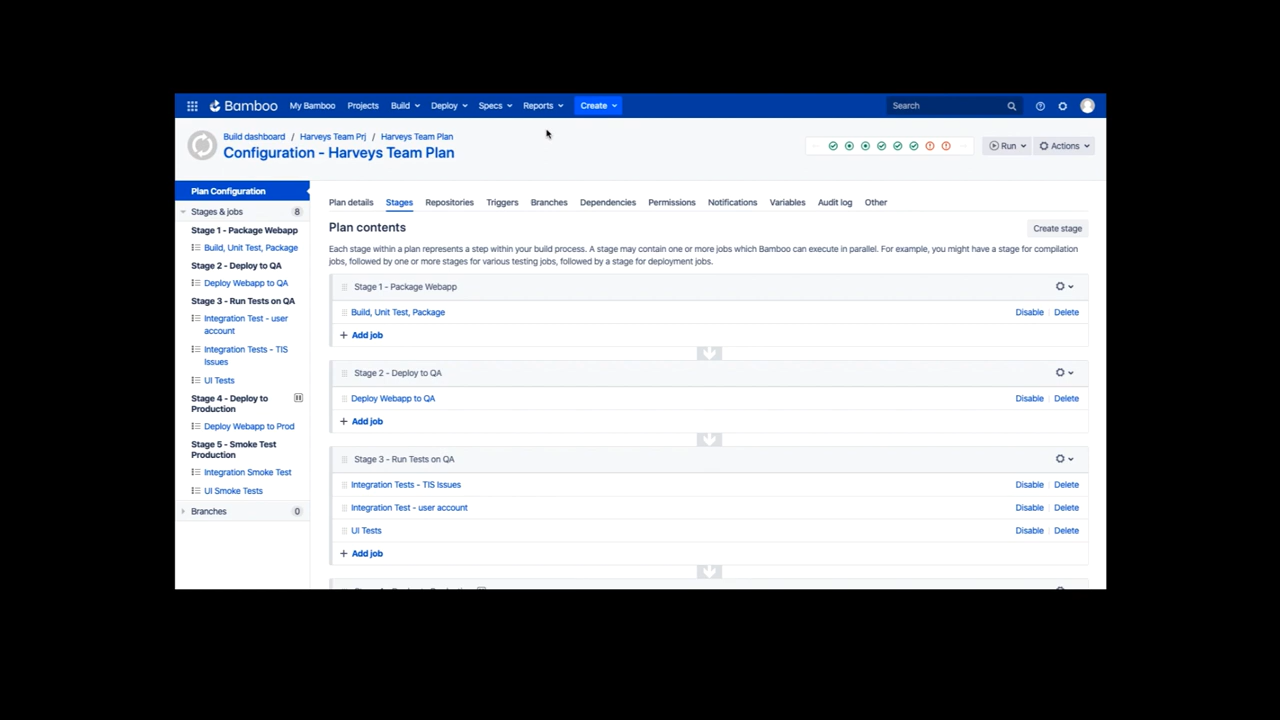 Bamboo My Bamboo Projects Build Deploy Specs Reports Create Search
Build dashboard / Harveys Team Prj / Harveys Team Plan
Configuration - Harveys Team Plan
Run Actions
Plan Configuration
Stages & jobs 8
Stage 1 - Package Webapp
Build, Unit Test, Package
Stage 2 - Deploy to QA
Deploy Webapp to QA
Stage 3 - Run Tests on QA
Integration Test - user
account
Integration Tests - TIS
Issues
UI Tests
Stage 4 - Deploy to
Production
Deploy Webapp to Prod
Stage 5 - Smoke Test
Production
Integration Smoke Test
UI Smoke Tests
Branches 0
Plan details Stages Repositories Triggers Branches Dependencies Permissions Notifications Variables Audit log Other
Plan contents
Create stage
Each stage within a plan represents a step within your build process. A stage may contain one or more jobs which Bamboo can execute in parallel. For example, you might have a stage for compilation
jobs, followed by one or more stages for various testing jobs, followed by a stage for deployment jobs.
Stage 1 - Package Webapp
Build, Unit Test, Package Disable Delete
+ Add job
Stage 2 - Deploy to QA
Deploy Webapp to QA Disable Delete
+ Add job
Stage 3 - Run Tests on QA
Integration Tests - TIS Issues Disable Delete
Integration Test - user account Disable Delete
UI Tests Disable Delete
+ Add job